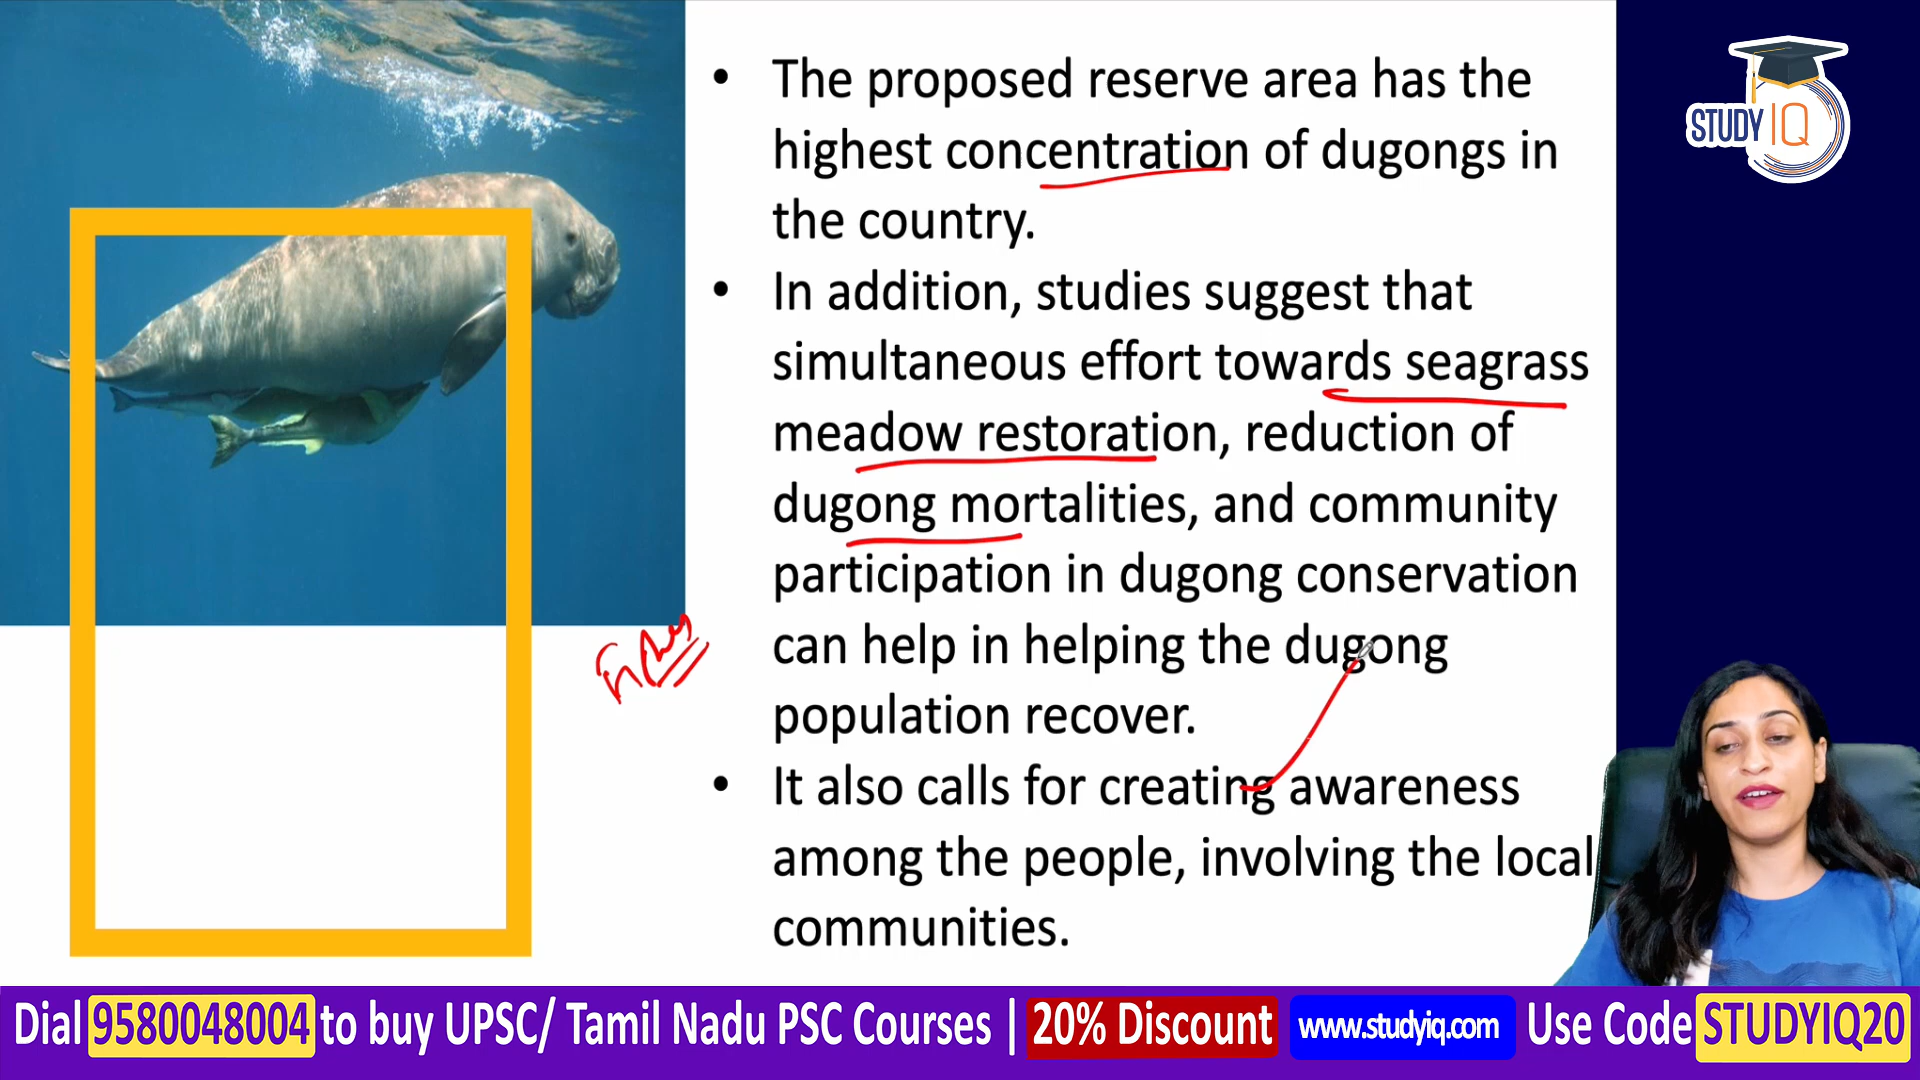 • The proposed reserve area has the
highest concentration of dugongs in
the country.
• In addition, studies suggest that
simultaneous effort towards seagrass
meadow restoration, reduction of
dugong mortalities, and community
participation in dugong conservation
can help in helping the dugong
population recover.
• It also calls for creating awareness
among the people, involving the local
communities.
STUDY IQ
Dial 9580048004 to buy UPSC/ Tamil Nadu PSC Courses | 20% Discount www.studyiq.com Use Code STUDYIQ20